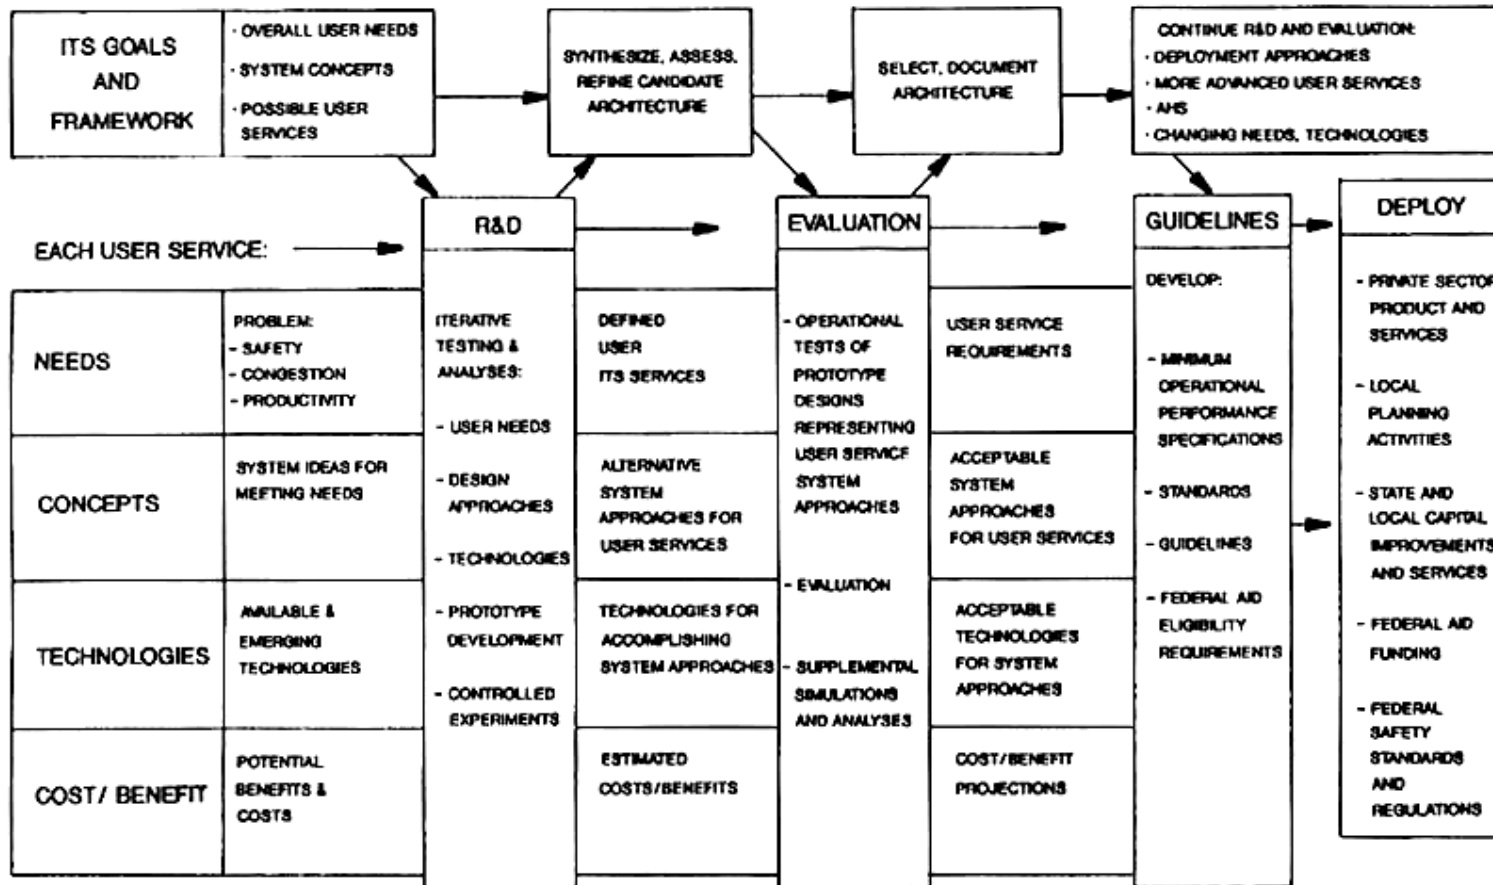 ITS GOALS
AND
FRAMEWORK
· OVERALL USER NEEDS
· SYSTEM CONCEPTS
· POSSIBLE USER
SERVICES
SYNTHESIZE, ASSESS,
REFINE CANDIDATE
ARCHITECTURE
SELECT, DOCUMENT
ARCHITECTURE
CONTINUE R&D AND EVALUATION:
· DEPLOYMENT APPROACHES
· MORE ADVANCED USER SERVICES
· AHS
· CHANGING NEEDS, TECHNOLOGIES
EACH USER SERVICE:
R&D
EVALUATION
GUIDELINES
DEPLOY
NEEDS
PROBLEM:
- SAFETY
- CONGESTION
- PRODUCTIVITY
CONCEPTS
SYSTEM IDEAS FOR
MEETING NEEDS
TECHNOLOGIES
AVAILABLE &
EMERGING
TECHNOLOGIES
COST/ BENEFIT
POTENTIAL
BENEFITS &
COSTS
ITERATIVE
TESTING &
ANALYSES:
- USER NEEDS
- DESIGN
APPROACHES
- TECHNOLOGIES
- PROTOTYPE
DEVELOPMENT
- CONTROLLED
EXPERIMENTS
DEFINED
USER
ITS SERVICES
ALTERNATIVE
SYSTEM
APPROACHES FOR
USER SERVICES
TECHNOLOGIES FOR
ACCOMPLISHING
SYSTEM APPROACHES
ESTIMATED
COSTS/BENEFITS
- OPERATIONAL
TESTS OF
PROTOTYPE
DESIGNS
REPRESENTING
USER SERVICE
SYSTEM
APPROACHES
- EVALUATION
- SUPPLEMENTAL
SIMULATIONS
AND ANALYSES
USER SERVICE
REQUIREMENTS
ACCEPTABLE
SYSTEM
APPROACHES
FOR USER SERVICES
ACCEPTABLE
TECHNOLOGIES
FOR SYSTEM
APPROACHES
COST/BENEFIT
PROJECTIONS
DEVELOP:
- MINIMUM
OPERATIONAL
PERFORMANCE
SPECIFICATIONS
- STANDARDS
- GUIDELINES
- FEDERAL AID
ELIGIBILITY
REQUIREMENTS
- PRIVATE SECTOR
PRODUCT AND
SERVICES
- LOCAL
PLANNING
ACTIVITIES
- STATE AND
LOCAL CAPITAL
IMPROVEMENTS
AND SERVICES
- FEDERAL AID
FUNDING
- FEDERAL
SAFETY
STANDARDS
AND
REGULATIONS